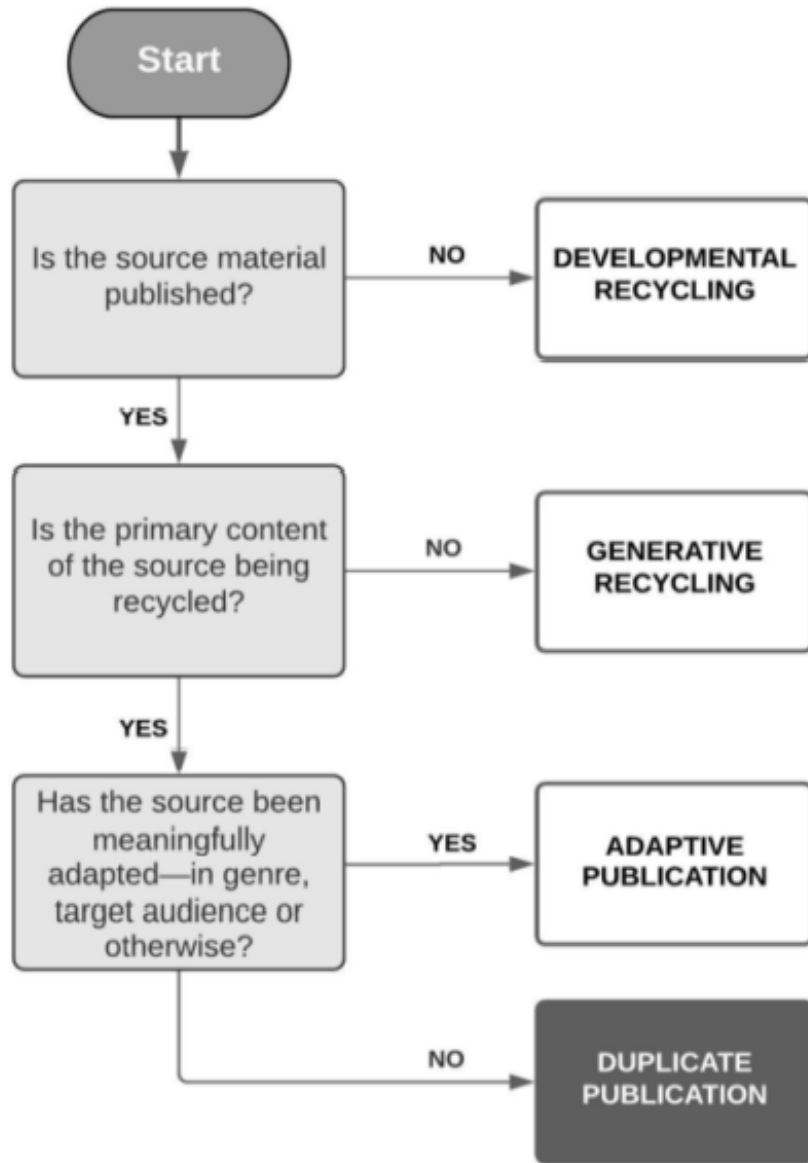 Start
Is the source material
published?
NO
DEVELOPMENTAL
RECYCLING
YES
Is the primary content
of the source being
recycled?
NO
GENERATIVE
RECYCLING
YES
Has the source been
meaningfully
adapted—in genre,
target audience or
otherwise?
YES
ADAPTIVE
PUBLICATION
NO
DUPLICATE
PUBLICATION